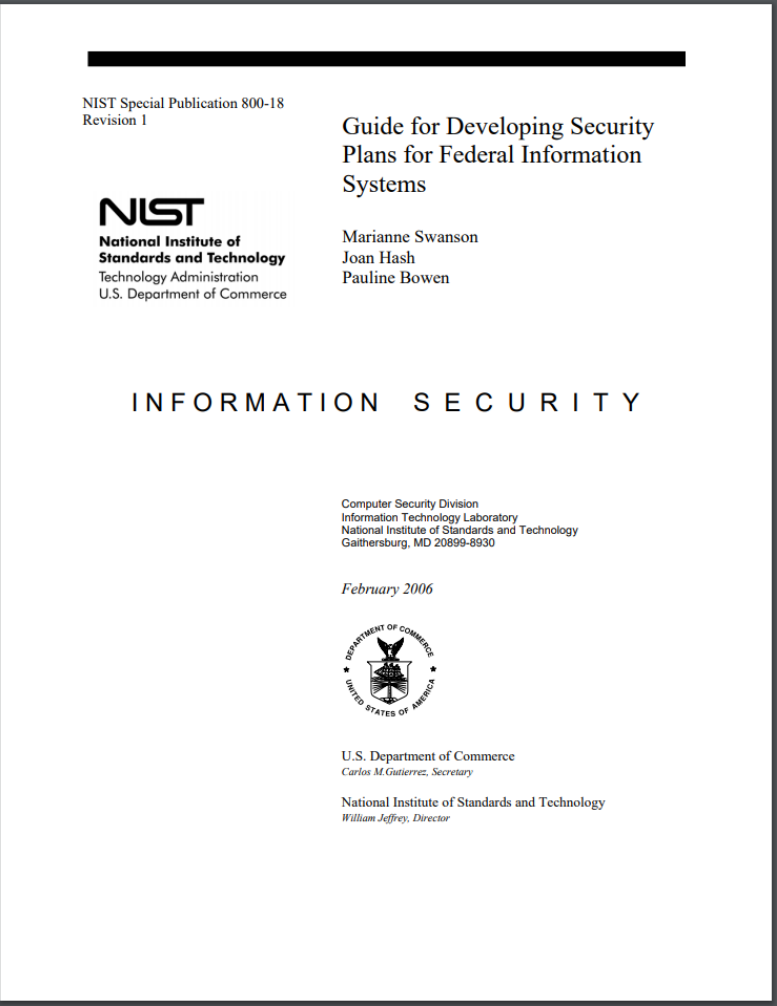 NIST Special Publication 800-18
Revision 1
Guide for Developing Security
Plans for Federal Information
Systems
NIST
National Institute of
Standards and Technology
Technology Administration
U.S. Department of Commerce
Marianne Swanson
Joan Hash
Pauline Bowen
INFORMATION SECURITY
Computer Security Division
Information Technology Laboratory
National Institute of Standards and Technology
Gaithersburg, MD 20899-8930
February 2006
DEPARTMENT OF COMMERCE
UNITED STATES OF AMERICA
U.S. Department of Commerce
Carlos M.Gutierrez, Secretary
National Institute of Standards and Technology
William Jeffrey, Director